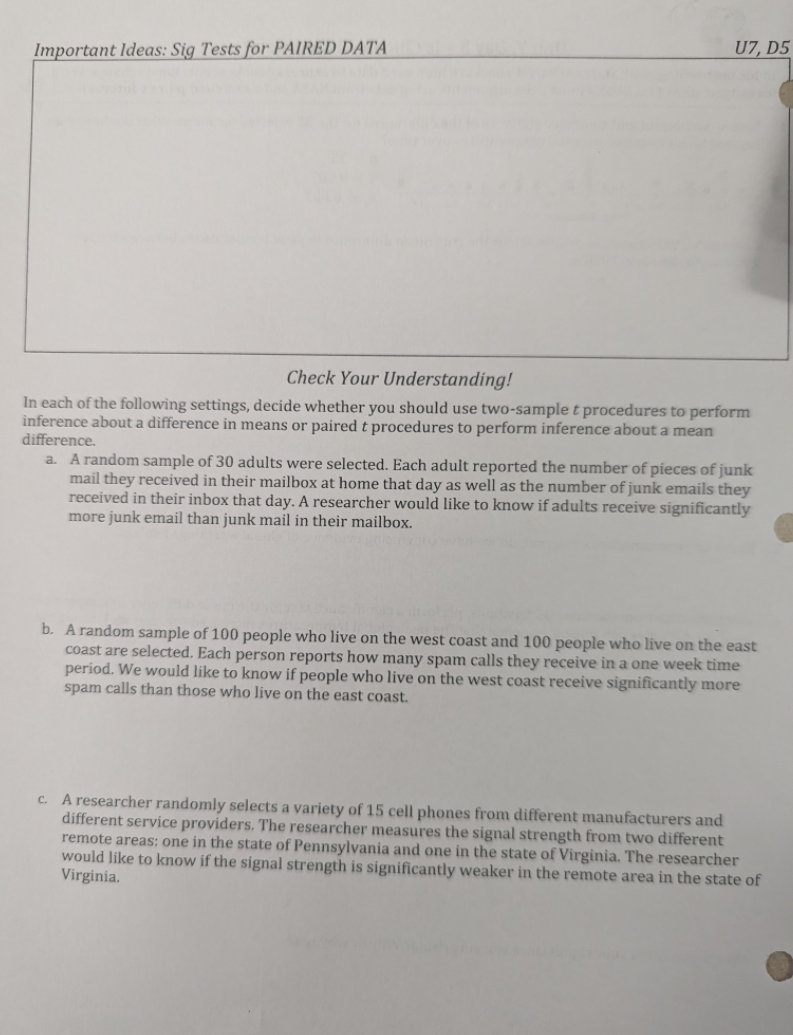 Important Ideas: Sig Tests for PAIRED DATA
U7, D5
Check Your Understanding!
In each of the following settings, decide whether you should use two-sample t procedures to perform
inference about a difference in means or paired t procedures to perform inference about a mean
difference.
a. A random sample of 30 adults were selected. Each adult reported the number of pieces of junk
mail they received in their mailbox at home that day as well as the number of junk emails they
received in their inbox that day. A researcher would like to know if adults receive significantly
more junk email than junk mail in their mailbox.
b. A random sample of 100 people who live on the west coast and 100 people who live on the east
coast are selected. Each person reports how many spam calls they receive in a one week time
period. We would like to know if people who live on the west coast receive significantly more
spam calls than those who live on the east coast.
c. A researcher randomly selects a variety of 15 cell phones from different manufacturers and
different service providers. The researcher measures the signal strength from two different
remote areas: one in the state of Pennsylvania and one in the state of Virginia. The researcher
would like to know if the signal strength is significantly weaker in the remote area in the state of
Virginia.